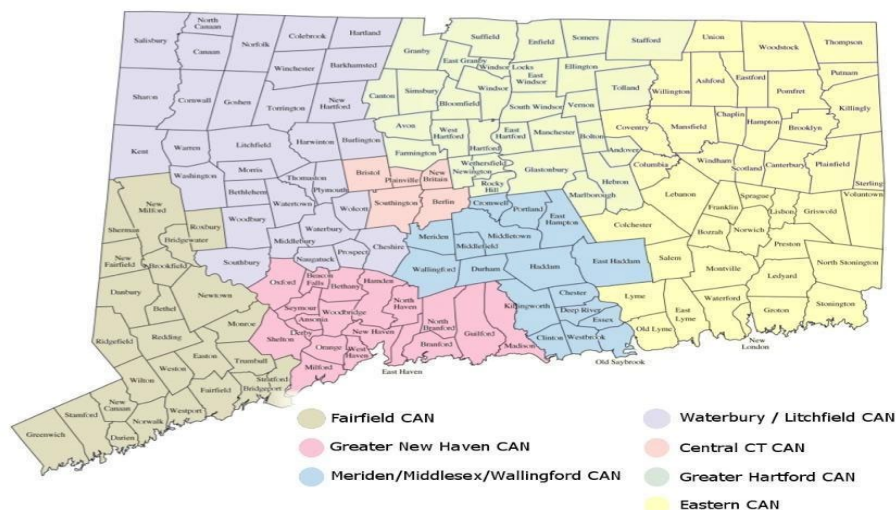 Salisbury
North
Canaan
Canaan
Norfolk
Colebrook
Hartland
Granby
Suffield
Enfield
Somers
Stafford
Union
Woodstock
Thompson
Winchester
Barkhamsted
East Granby
Windsor Locks
East
Windsor
Ellington
Willington
Ashford
Eastford
Pomfret
Putnam
Killingly
Sharon
Cornwall
Goshen
Torrington
New
Hartford
Canton
Simsbury
Bloomfield
Windsor
South Windsor
Vernon
Tolland
Mansfield
Chaplin
Hampton
Brooklyn
Avon
West
Hartford
Hartford
East
Hartford
Manchester
Bolton
Coventry
Andover
Kent
Warren
Litchfield
Harwinton
Burlington
Farmington
Wethersfield
Newington
Glastonbury
Columbia
Windham
Scotland
Canterbury
Plainfield
Sterling
Washington
Morris
Bethlehem
Thomaston
Plymouth
Bristol
Plainville
New
Britain
Rocky
Hill
Marlborough
Hebron
Lebanon
Franklin
Sprague
Lisbon
Griswold
Voluntown
New
Milford
Roxbury
Woodbury
Watertown
Wolcott
Southington
Berlin
Cromwell
Portland
East
Hampton
Colchester
Bozrah
Norwich
Preston
North Stonington
Sherman
Bridgewater
Waterbury
Middlebury
Cheshire
Meriden
Middletown
Middlefield
New
Fairfield
Brookfield
Southbury
Naugatuck
Prospect
Wallingford
Durham
Haddam
East Haddam
Salem
Montville
Ledyard
Danbury
Bethel
Newtown
Oxford
Beacon
Falls
Bethany
Hamden
Seymour
Woodbridge
Ansonia
North
Haven
North
Branford
Killingworth
Chester
Deep River
Essex
Lyme
East
Lyme
Waterford
Groton
Stonington
Ridgefield
Redding
Monroe
Shelton
Derby
Orange
New Haven
West
Haven
Branford
Guilford
Madison
Clinton
Westbrook
Old Lyme
Old Saybrook
New
London
Easton
Trumbull
Milford
East Haven
Wilton
Weston
Fairfield
Stratford
Bridgeport
New
Canaan
Westport
Stamford
Greenwich
Darien
Norwalk
Fairfield CAN
Greater New Haven CAN
Meriden/Middlesex/Wallingford CAN
Waterbury / Litchfield CAN
Central CT CAN
Greater Hartford CAN
Eastern CAN